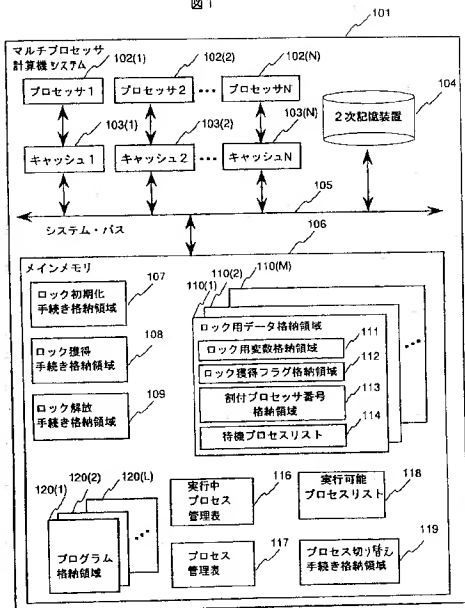 図1
101
マルチプロセッサ
計算機システム
102(1)
102(2)
102(N)
プロセッサ1
プロセッサ2
•••
プロセッサN
104
103(1)
103(2)
103(N)
2次記憶装置
キャッシュ1
キャッシュ2
•••
キャッシュN
105
システム・バス
106
メインメモリ
107
ロック初期化
手続き格納領域
108
ロック獲得
手続き格納領域
109
ロック解放
手続き格納領域
110(1)
110(2)
110(M)
ロック用データ格納領域
111
ロック用変数格納領域
112
ロック獲得フラグ格納領域
113
割付プロセッサ番号
格納領域
114
待機プロセスリスト
•••
120(1)
120(2)
120(L)
•••
プログラム
格納領域
116
実行中
プロセス
管理表
118
実行可能
プロセスリスト
117
プロセス
管理表
119
プロセス切り替え
手続き格納領域